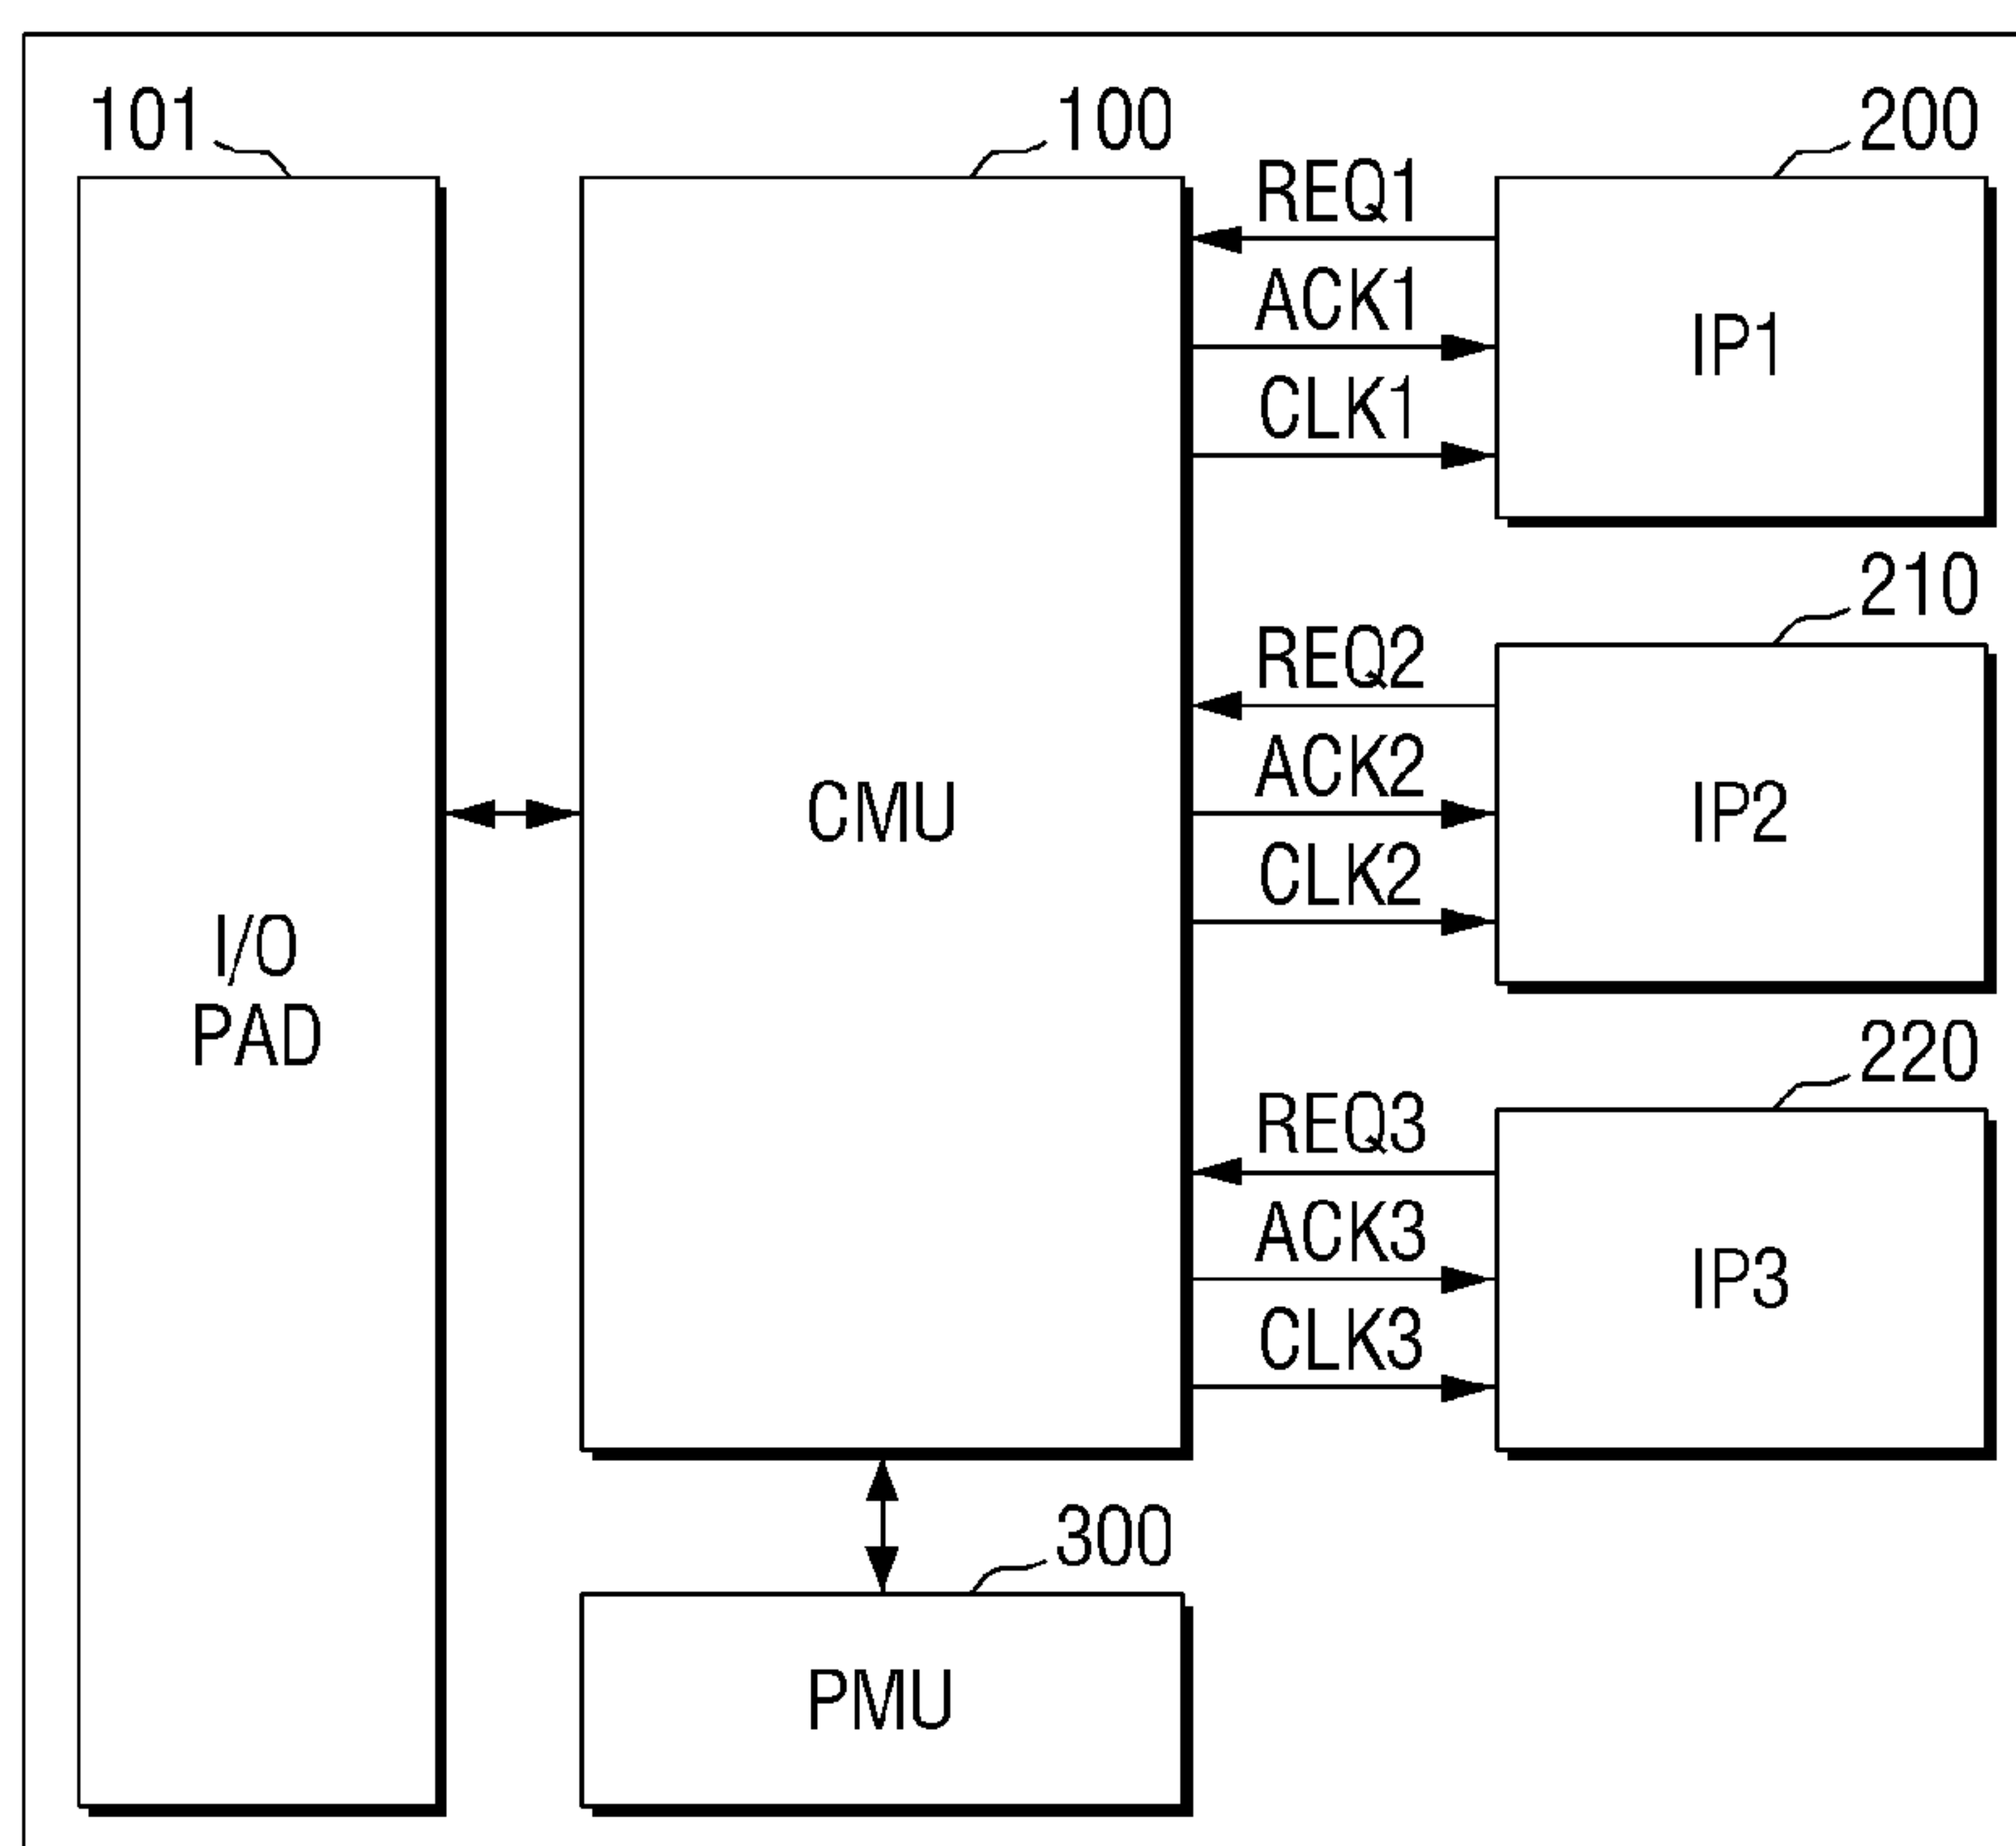 101
100
200
REQ1
ACK1
CLK1
IP1
210
REQ2
ACK2
CLK2
IP2
CMU
I/O
PAD
220
REQ3
ACK3
CLK3
IP3
300
PMU